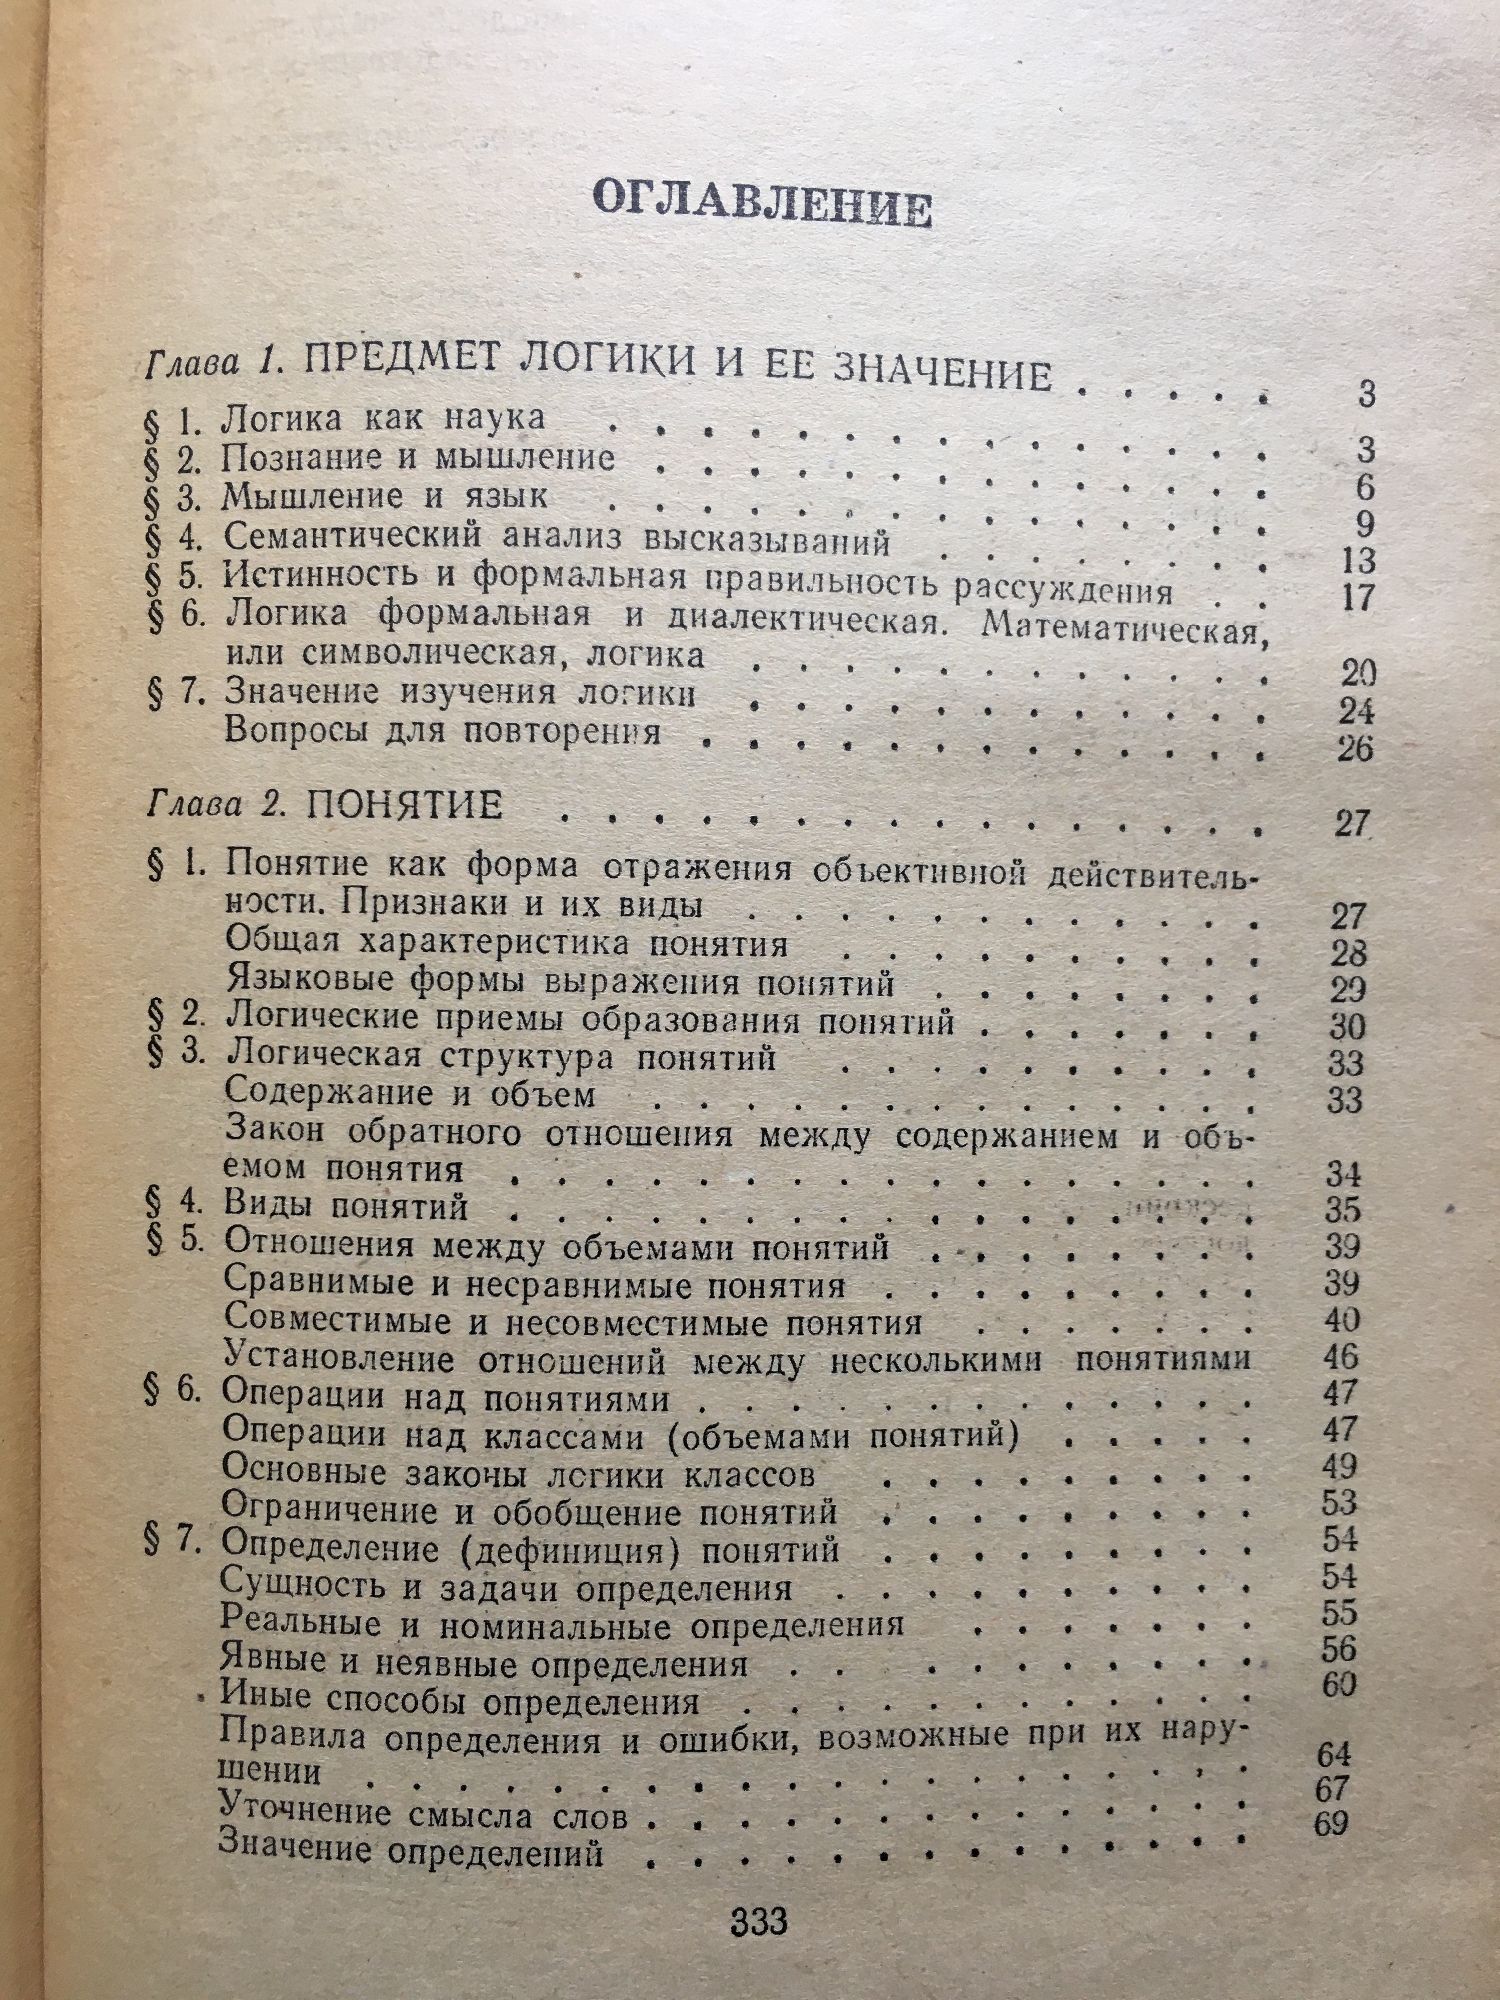 ОГЛАВЛЕНИЕ
Глава 1. ПРЕДМЕТ ЛОГИКИ И ЕЕ ЗНАЧЕНИЕ . . . . . 3
§ 1. Логика как наука . . . . . . . . . . . . . . 3
§ 2. Познание и мышление . . . . . . . . . . . . . 6
§ 3. Мышление и язык . . . . . . . . . . . . . . 9
§ 4. Семантический анализ высказываний . . . . . . . . 13
§ 5. Истинность и формальная правильность рассуждения . . 17
§ 6. Логика формальная и диалектическая. Математическая,
или символическая, логика . . . . . . . . . . . . 20
§ 7. Значение изучения логики . . . . . . . . . . . . 24
Вопросы для повторения . . . . . . . . . . . . . 26
Глава 2. ПОНЯТИЕ . . . . . . . . . . . . . . . . 27
§ 1. Понятие как форма отражения объективной действитель-
ности. Признаки и их виды . . . . . . . . . . . 27
Общая характеристика понятия . . . . . . . . . . 28
Языковые формы выражения понятий . . . . . . . . 29
§ 2. Логические приемы образования понятий . . . . . . . 30
§ 3. Логическая структура понятий . . . . . . . . . . 33
Содержание и объем . . . . . . . . . . . . . . 33
Закон обратного отношения между содержанием и объ-
емом понятия . . . . . . . . . . . . . . . . . 34
§ 4. Виды понятий . . . . . . . . . . . . . . . . . 35
§ 5. Отношения между объемами понятий . . . . . . . . 39
Сравнимые и несравнимые понятия . . . . . . . . . 39
Совместимые и несовместимые понятия . . . . . . . 40
Установление отношений между несколькими понятиями 46
§ 6. Операции над понятиями . . . . . . . . . . . . . 47
Операции над классами (объемами понятий) . . . . . 47
Основные законы логики классов . . . . . . . . . 49
Ограничение и обобщение понятий . . . . . . . . . 53
§ 7. Определение (дефиниция) понятий . . . . . . . . . 54
Сущность и задачи определения . . . . . . . . . . 54
Реальные и номинальные определения . . . . . . . 55
Явные и неявные определения . . . . . . . . . . 56
Иные способы определения . . . . . . . . . . . . 60
Правила определения и ошибки, возможные при их нару-
шении . . . . . . . . . . . . . . . . . . . . 64
Уточнение смысла слов . . . . . . . . . . . . . . 67
Значение определений . . . . . . . . . . . . . . 69
333